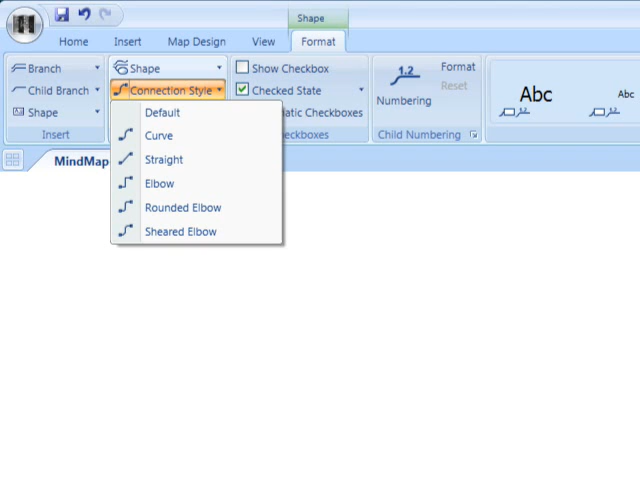 Shape
Home Insert Map Design View Format
Branch
Child Branch
Shape
Insert
Shape
Connection Style
Default
Curve
Straight
Elbow
Rounded Elbow
Sheared Elbow
Show Checkbox
Checked State
atic Checkboxes
eckboxes
1.2
Numbering
Format
Reset
Child Numbering
Abc
Abc
MindMap